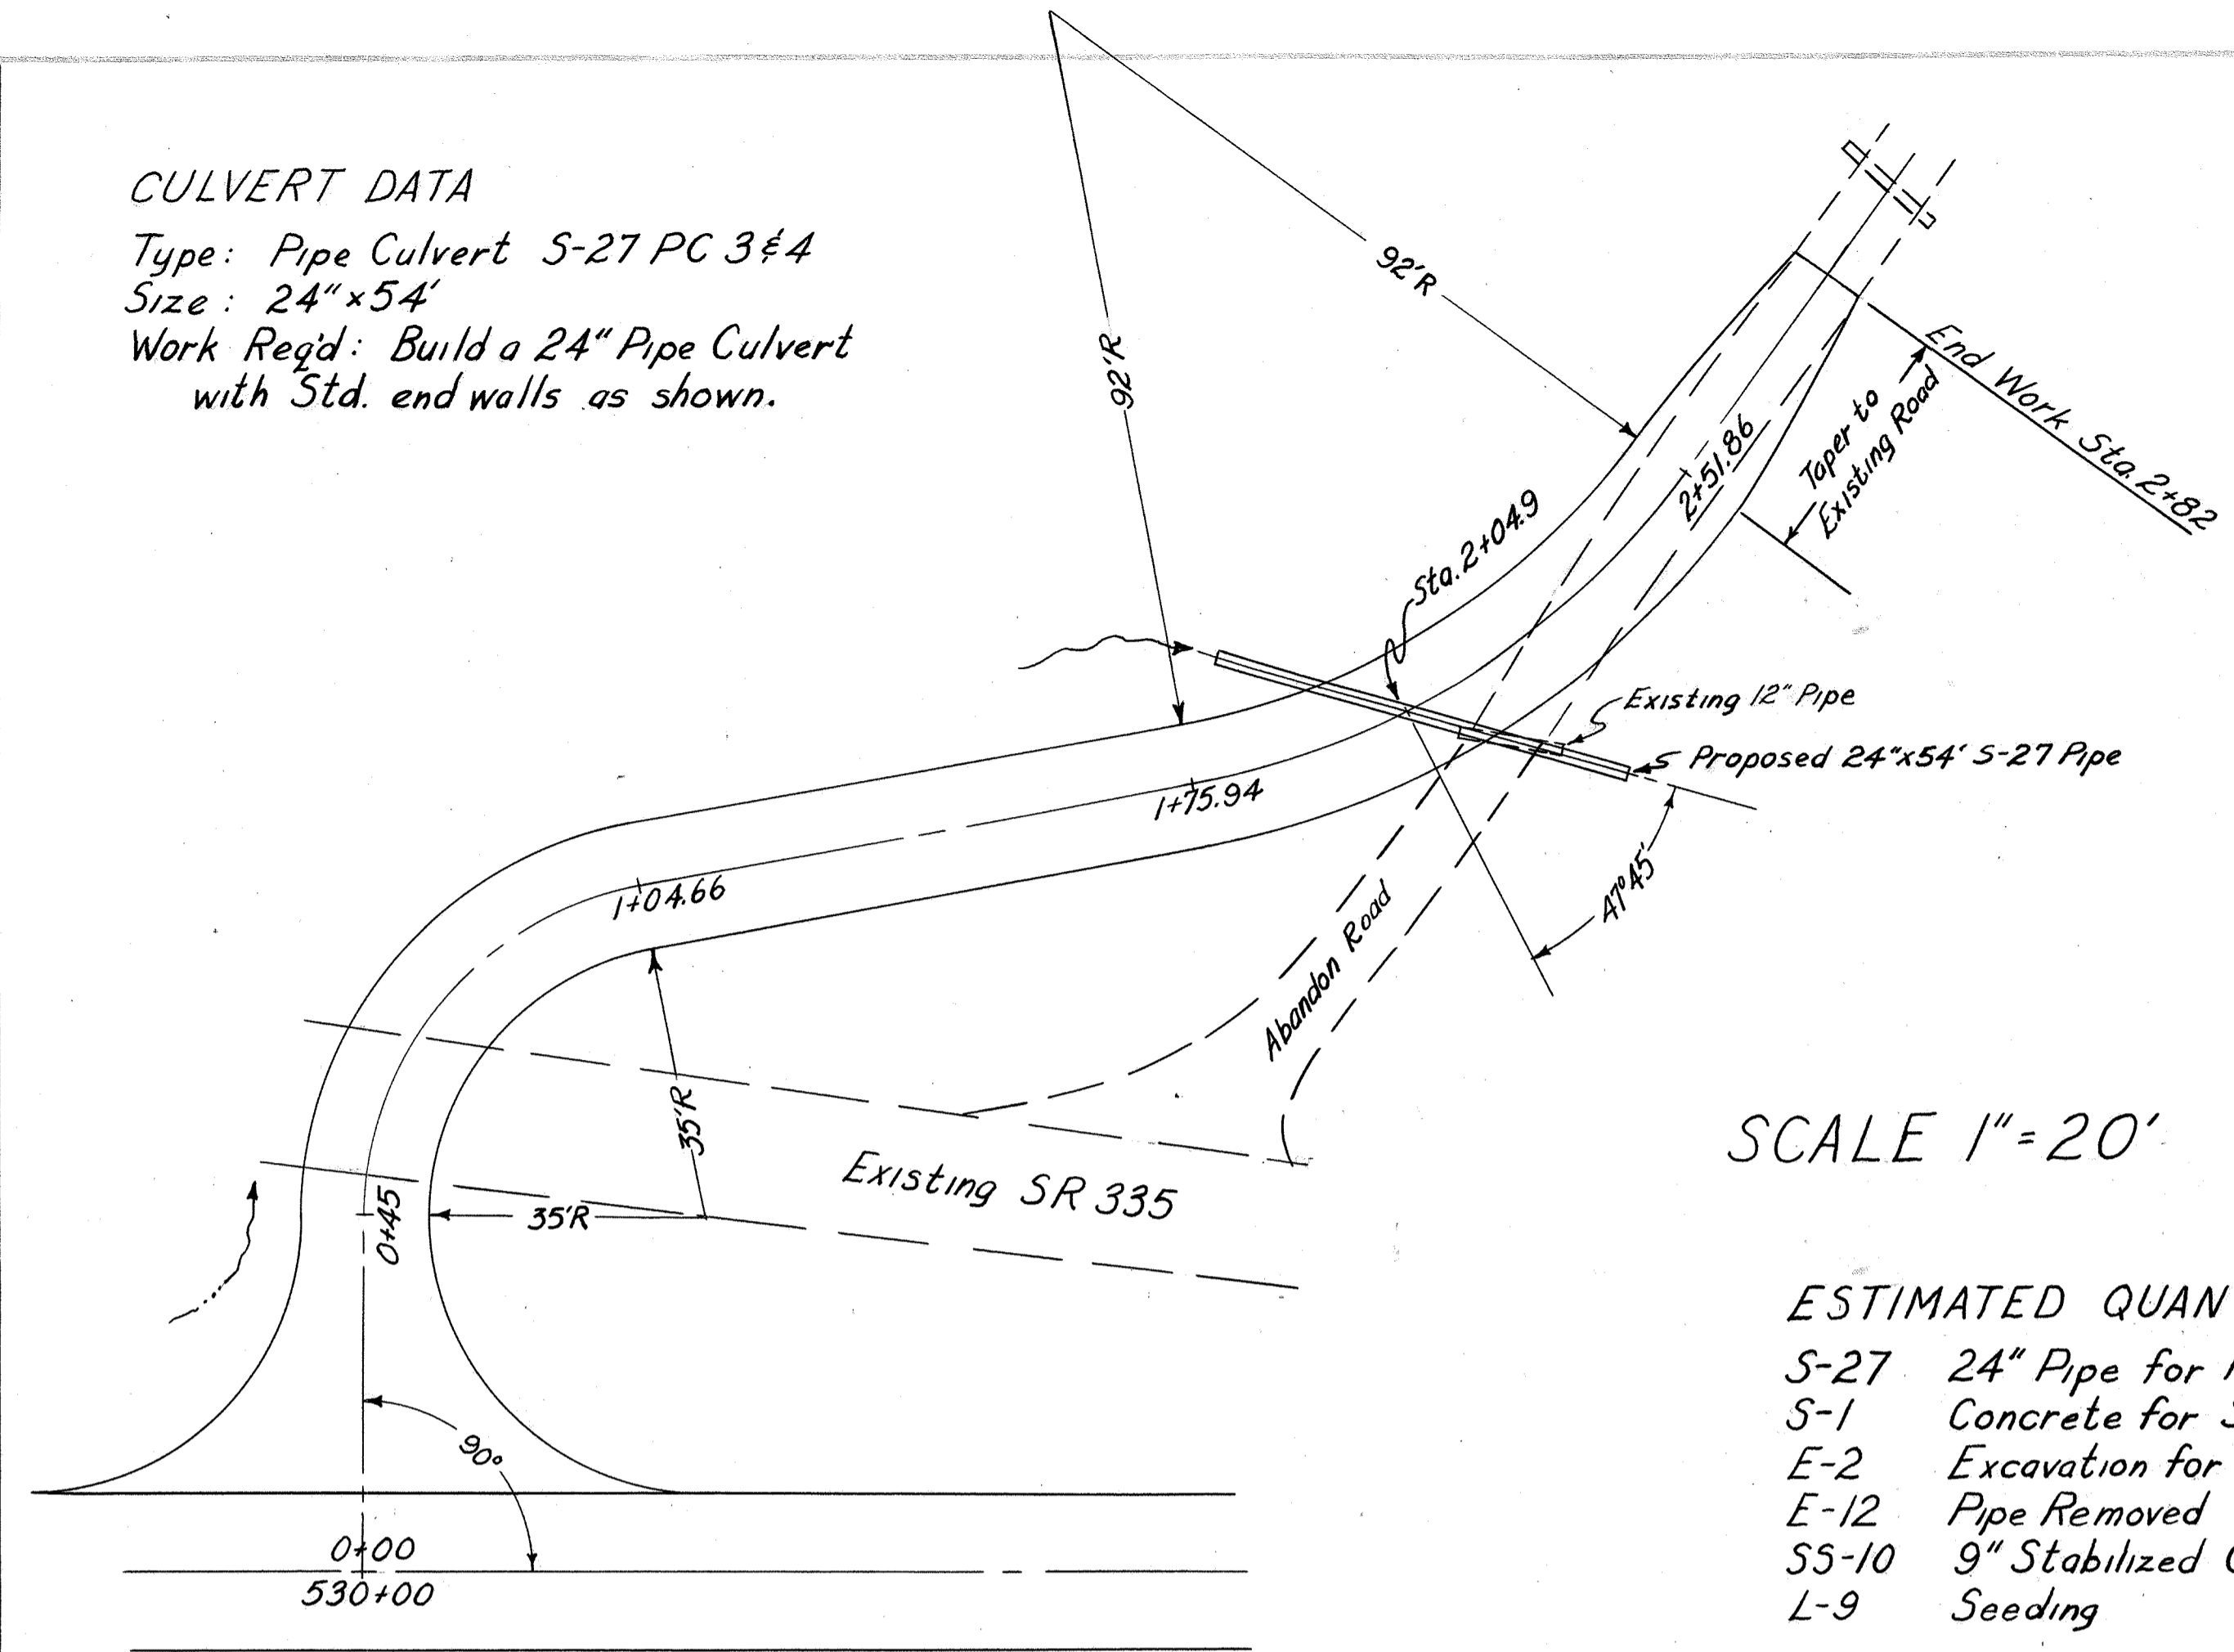 CULVERT DATA
Type: Pipe Culvert S-27 PC 3&4
Size: 24"x54'
Work Req'd: Build a 24" Pipe Culvert
with Std. end walls as shown.
92'R
92'R
End Work Sta. 2+82
Taper to
Existing Road
2+51.86
Sta. 2+04.9
Existing 12" Pipe
Proposed 24"x54' S-27 Pipe
1+75.94
47°45'
1+04.66
Abandon Road
35'R
35'R
Existing SR 335
0+45
SCALE 1"=20'
90°
0+00
530+00
ESTIMATED QUAN
S-27 24" Pipe for
S-1 Concrete for
E-2 Excavation for
E-12 Pipe Removed
SS-10 9" Stabilized
L-9 Seeding